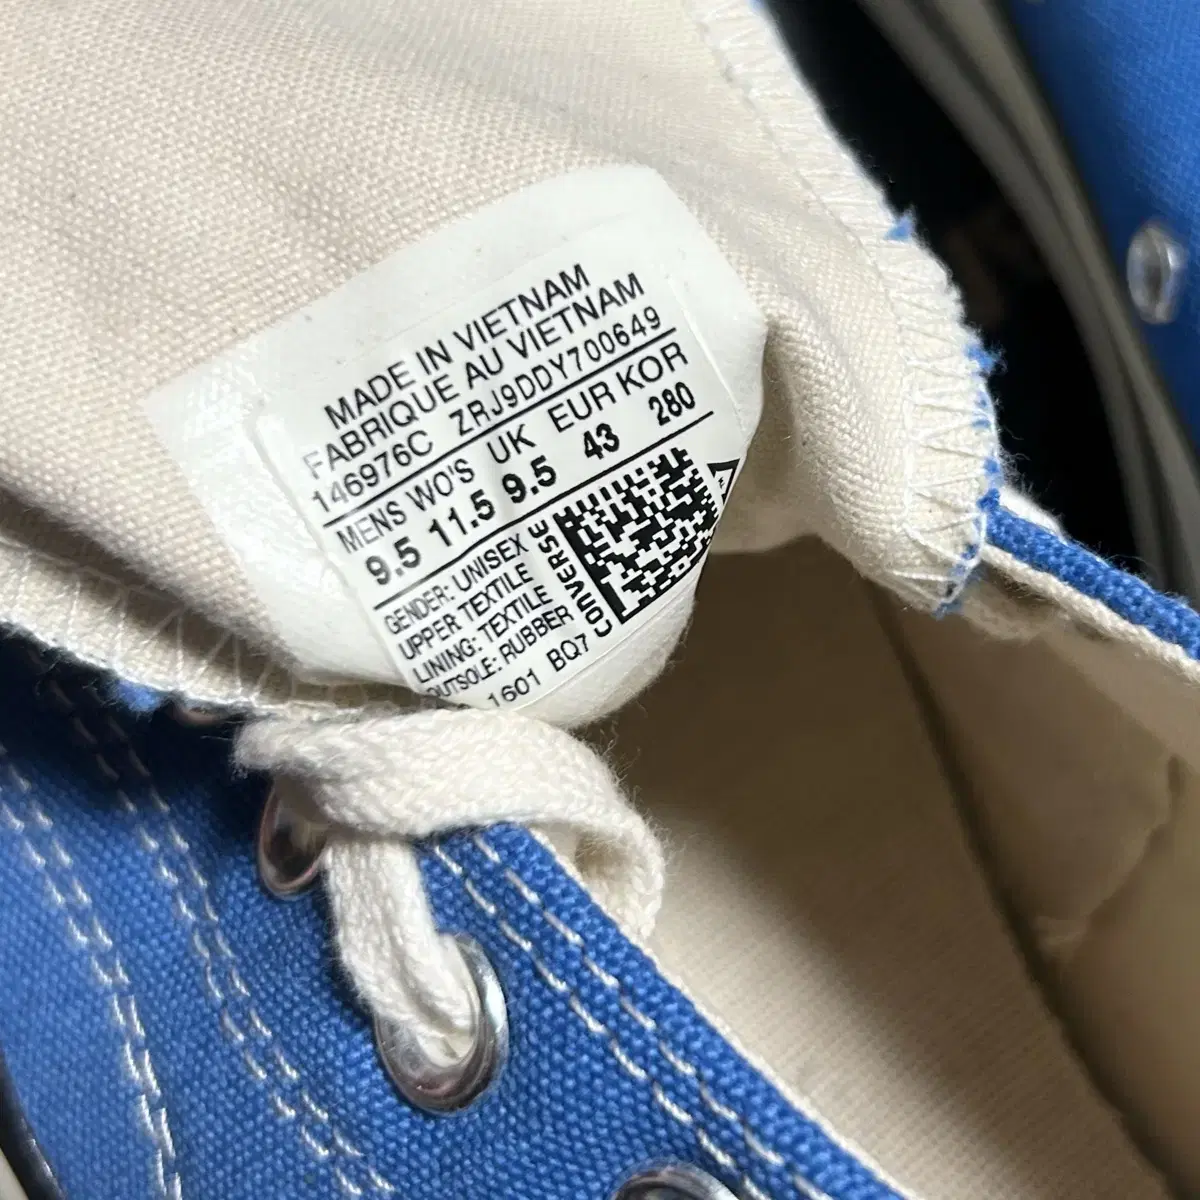 MADE IN VIETNAM
FABRIQUE AU VIETNAM
146976C ZRJ9DDY700649
MENS WO'S UK EUR KOR
9.5 11.5 9.5 43 280
GENDER: UNISEX
UPPER TEXTILE
LINING: TEXTILE
OUTSOLE: RUBBER
1601 BQ7
CONVERSE